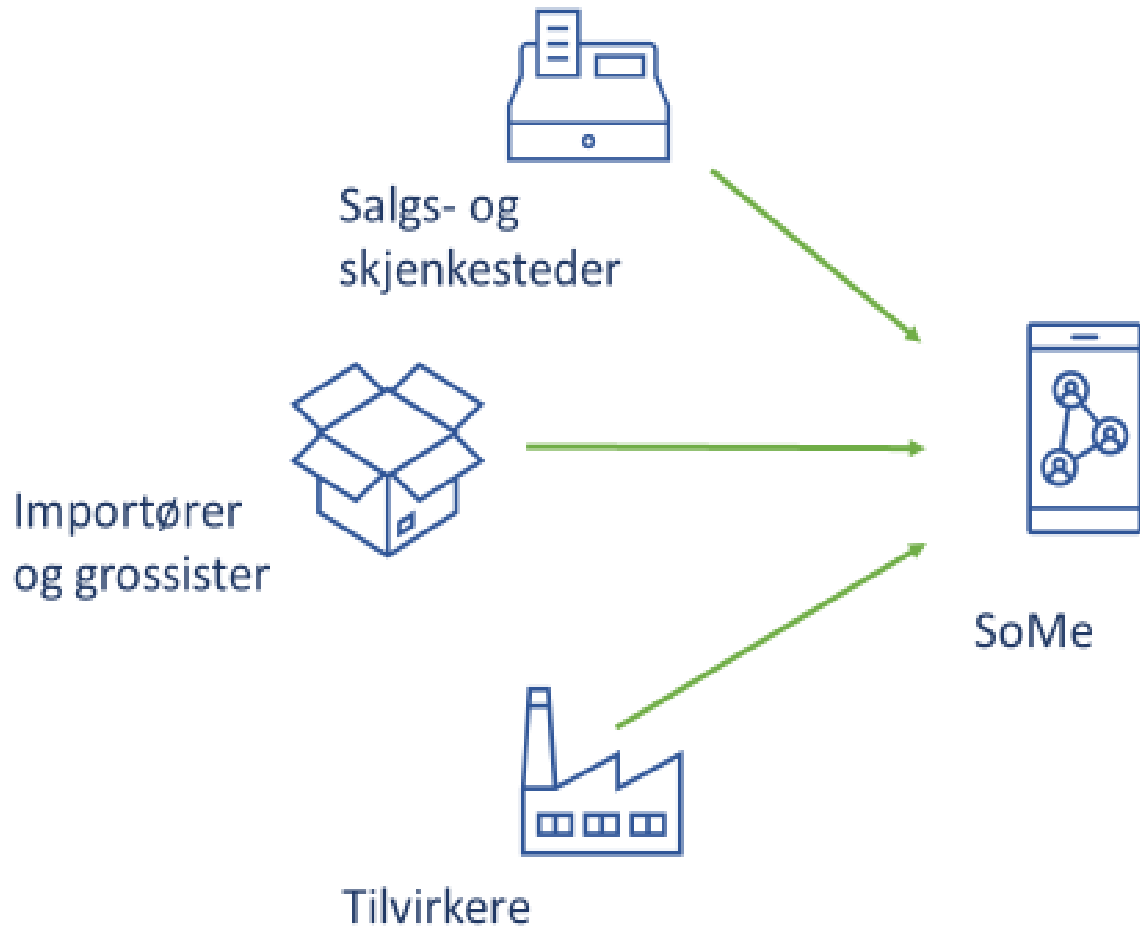 Salgs- og
skjenkesteder
Importører
og grossister
SoMe
Tilvirkere